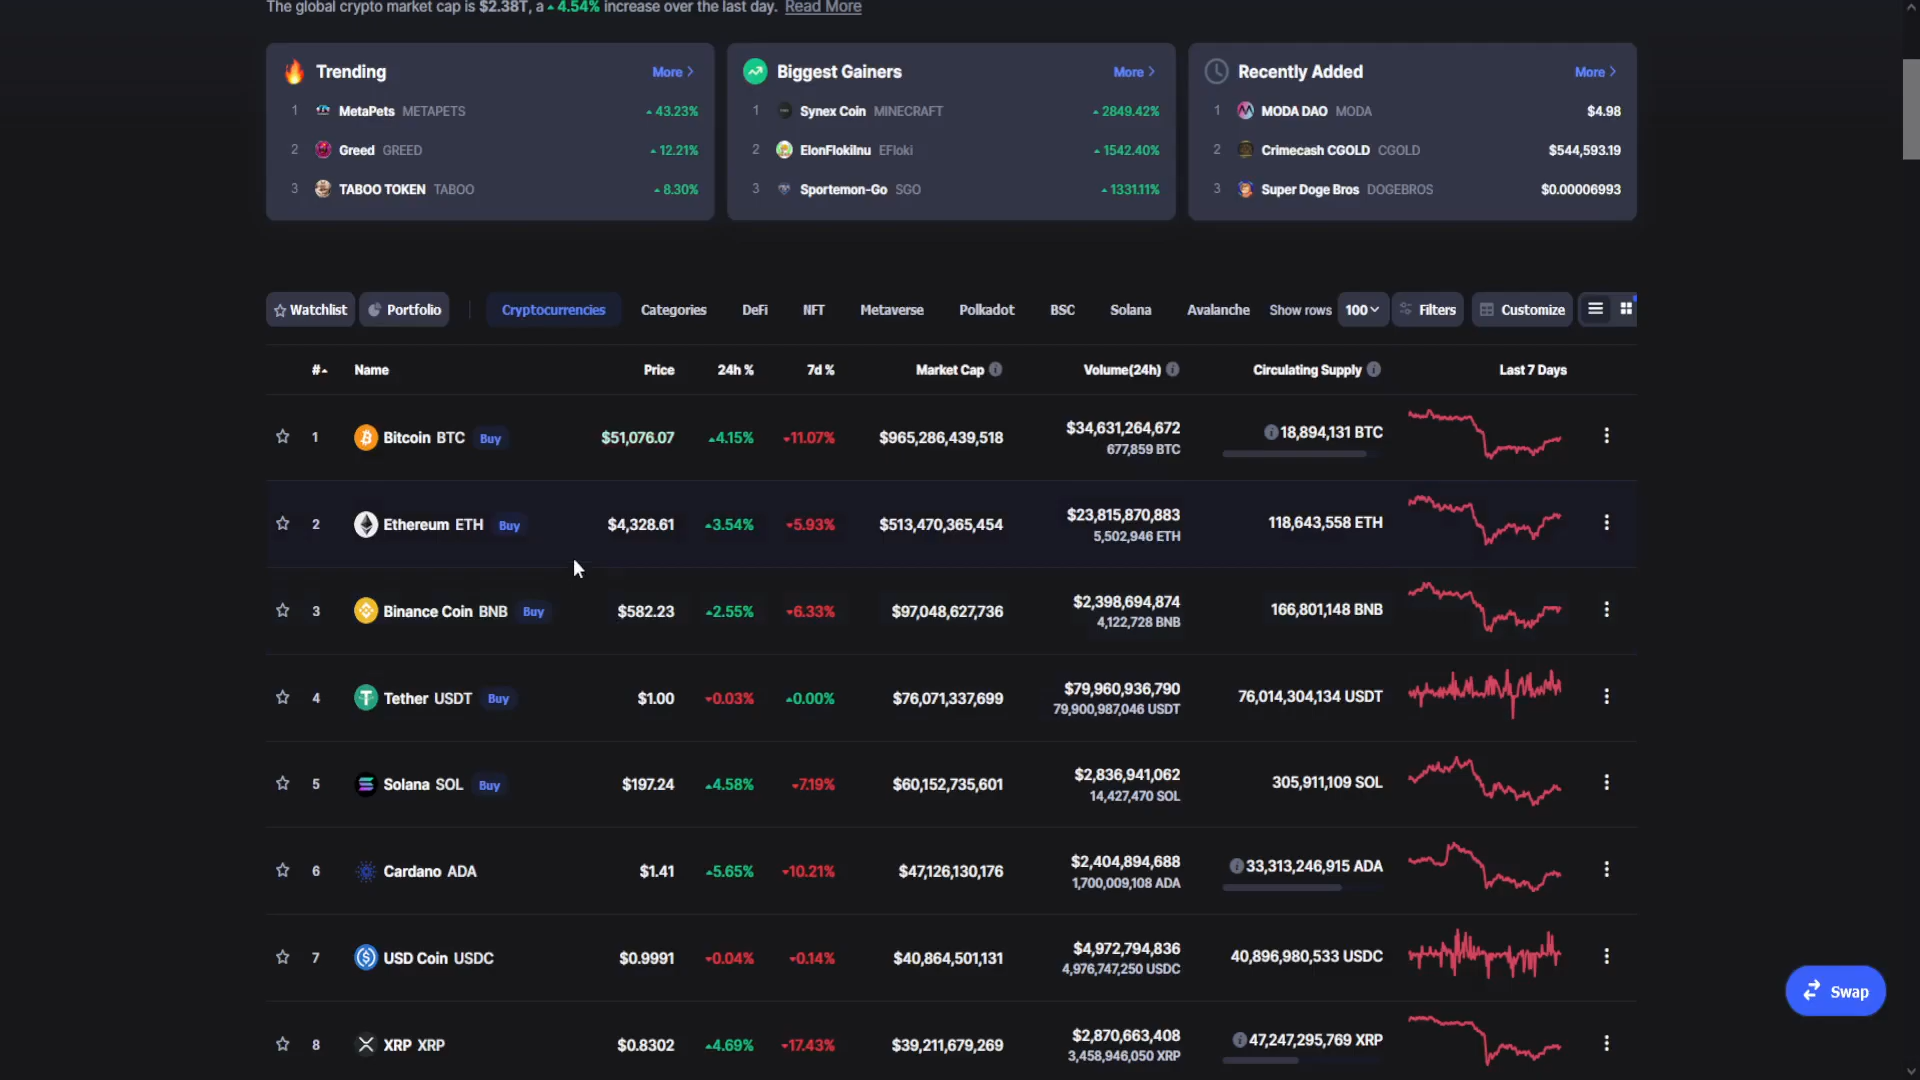 The global crypto market cap is $2.38T, a 4.54% increase over the last day. Read More
Trending More
1 MetaPets METAPETS 43.23%
2 Greed GREED 12.21%
3 TABOO TOKEN TABOO 8.30%
Biggest Gainers More
1 Synex Coin MINECRAFT 2849.42%
2 ElonFlokiInu EFloki 1542.40%
3 Sportemon-Go SGO 1331.11%
Recently Added More
1 MODA DAO MODA $4.98
2 Crimecash CGOLD CGOLD $544,593.19
3 Super Doge Bros DOGEBROS $0.00006993
Watchlist Portfolio Cryptocurrencies Categories DeFi NFT Metaverse Polkadot BSC Solana Avalanche Show rows 100 Filters Customize
# Name Price 24h % 7d % Market Cap Volume(24h) Circulating Supply Last 7 Days
1 Bitcoin BTC Buy $51,076.07 4.15% 11.07% $965,286,439,518 $34,631,264,672 18,894,131 BTC
677,859 BTC
2 Ethereum ETH Buy $4,328.61 3.54% 5.93% $513,470,365,454 $23,815,870,883 118,643,558 ETH
5,502,946 ETH
3 Binance Coin BNB Buy $582.23 2.55% 6.33% $97,048,627,736 $2,398,694,874 166,801,148 BNB
4,122,728 BNB
4 Tether USDT Buy $1.00 0.03% 0.00% $76,071,337,699 $79,960,936,790 76,014,304,134 USDT
79,900,987,046 USDT
5 Solana SOL Buy $197.24 4.58% 7.19% $60,152,735,601 $2,836,941,062 305,911,109 SOL
14,427,470 SOL
6 Cardano ADA $1.41 5.65% 10.21% $47,126,130,176 $2,404,894,688 33,313,246,915 ADA
1,700,009,108 ADA
7 USD Coin USDC $0.9991 0.04% 0.14% $40,864,501,131 $4,972,794,836 40,896,980,533 USDC
4,976,747,250 USDC
Swap
8 XRP XRP $0.8302 4.69% 17.43% $39,211,679,269 $2,870,663,408 47,247,295,769 XRP
3,458,946,050 XRP